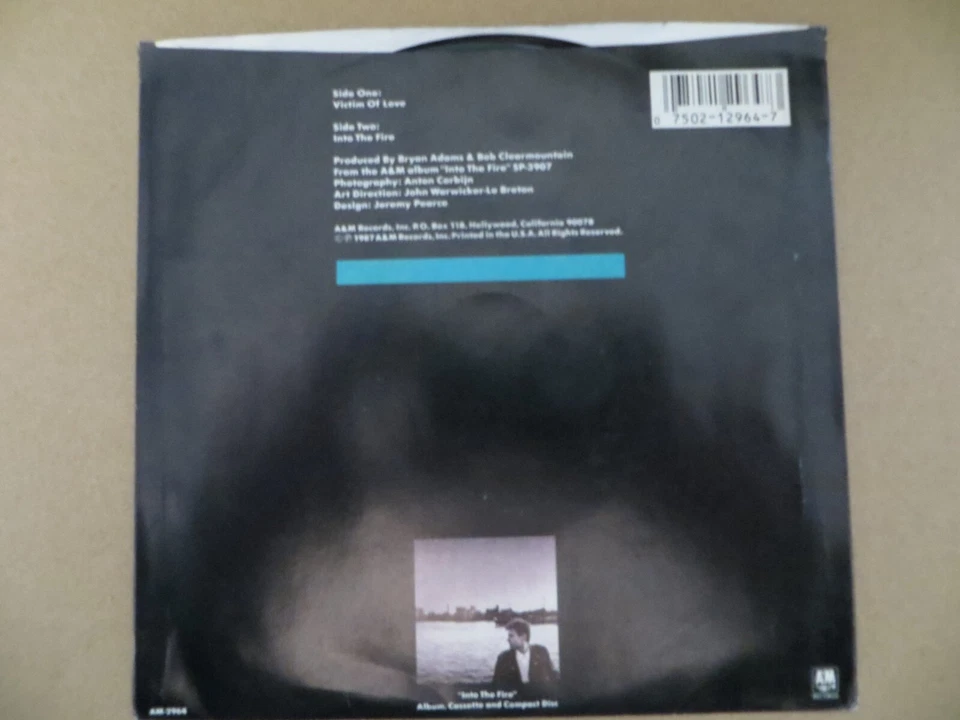 Side One:
Victim Of Love
Side Two:
Into The Fire
Produced By Bryan Adams & Bob Clearmountain
From the A&M album "Into The Fire" SP-3907
Photography: Anton Corbijn
Art Direction: John Warwicker-Le Breton
Design: Jeremy Pearce
A&M Records, Inc. P.O. Box 118, Hollywood, California 90078
©℗ 1987 A&M Records, Inc. Printed in the U.S.A. All Rights Reserved.
0 7502-12964-7
"Into The Fire"
Album, Cassette and Compact Disc
AM-2964
AM